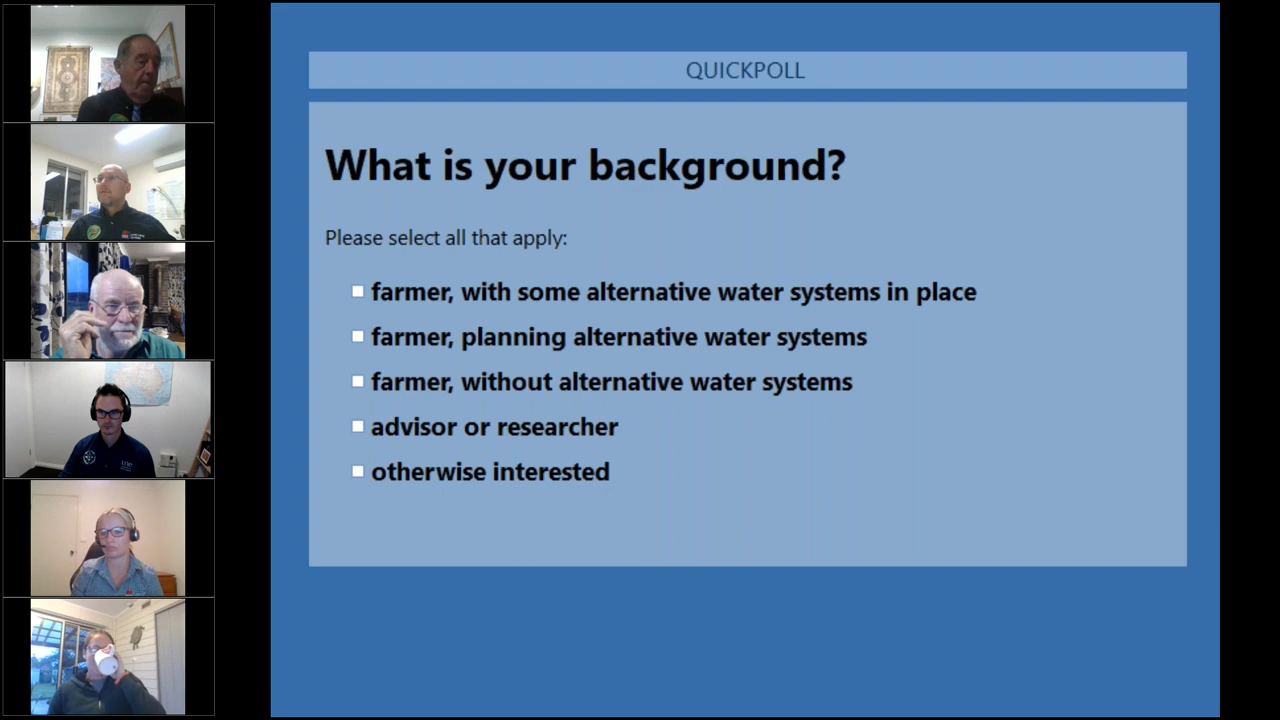 QUICKPOLL
What is your background?
Please select all that apply:
farmer, with some alternative water systems in place
farmer, planning alternative water systems
farmer, without alternative water systems
advisor or researcher
otherwise interested